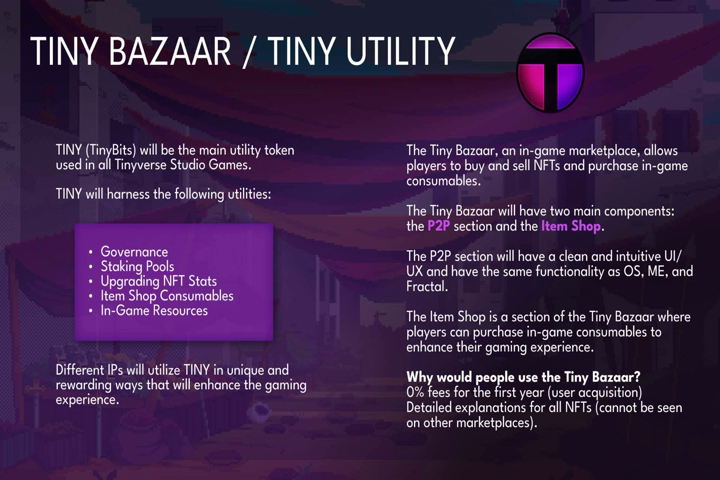 TINY BAZAAR / TINY UTILITY
T
TINY (TinyBits) will be the main utility token
used in all Tinyverse Studio Games.
TINY will harness the following utilities:
• Governance
• Staking Pools
• Upgrading NFT Stats
• Item Shop Consumables
• In-Game Resources
Different IPs will utilize TINY in unique and
rewarding ways that will enhance the gaming
experience.
The Tiny Bazaar, an in-game marketplace, allows
players to buy and sell NFTs and purchase in-game
consumables.
The Tiny Bazaar will have two main components:
the P2P section and the Item Shop.
The P2P section will have a clean and intuitive UI/
UX and have the same functionality as OS, ME, and
Fractal.
The Item Shop is a section of the Tiny Bazaar where
players can purchase in-game consumables to
enhance their gaming experience.
Why would people use the Tiny Bazaar?
0% fees for the first year (user acquisition)
Detailed explanations for all NFTs (cannot be seen
on other marketplaces).